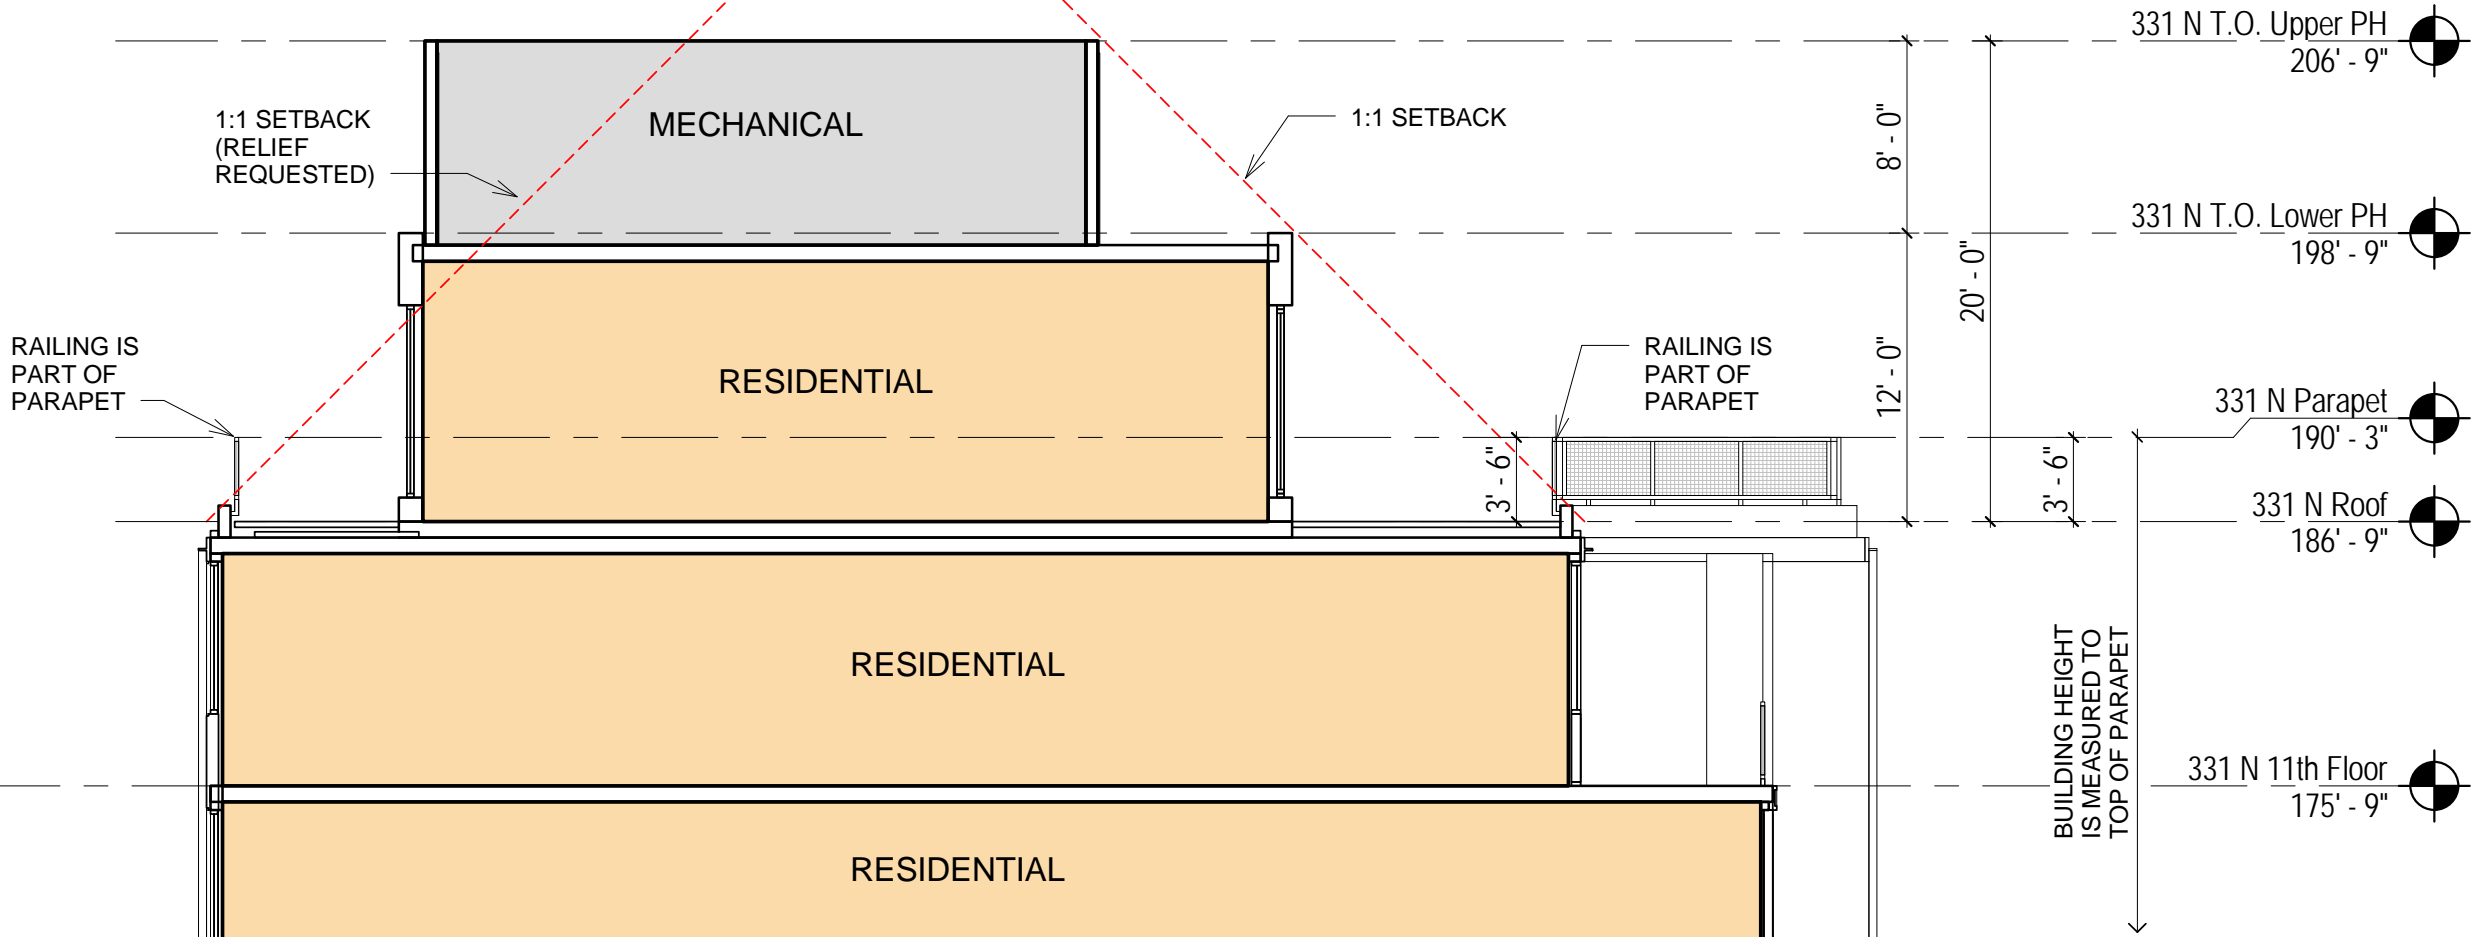 331 N T.O. Upper PH
206' - 9"
MECHANICAL
1:1 SETBACK
(RELIEF
REQUESTED)
1:1 SETBACK
8' - 0"
331 N T.O. Lower PH
198' - 9"
20' - 0"
12' - 0"
RAILING IS
PART OF
PARAPET
RESIDENTIAL
RAILING IS
PART OF
PARAPET
331 N Parapet
190' - 3"
3' - 6"
3' - 6"
331 N Roof
186' - 9"
RESIDENTIAL
BUILDING HEIGHT
IS MEASURED TO
TOP OF PARAPET
331 N 11th Floor
175' - 9"
RESIDENTIAL